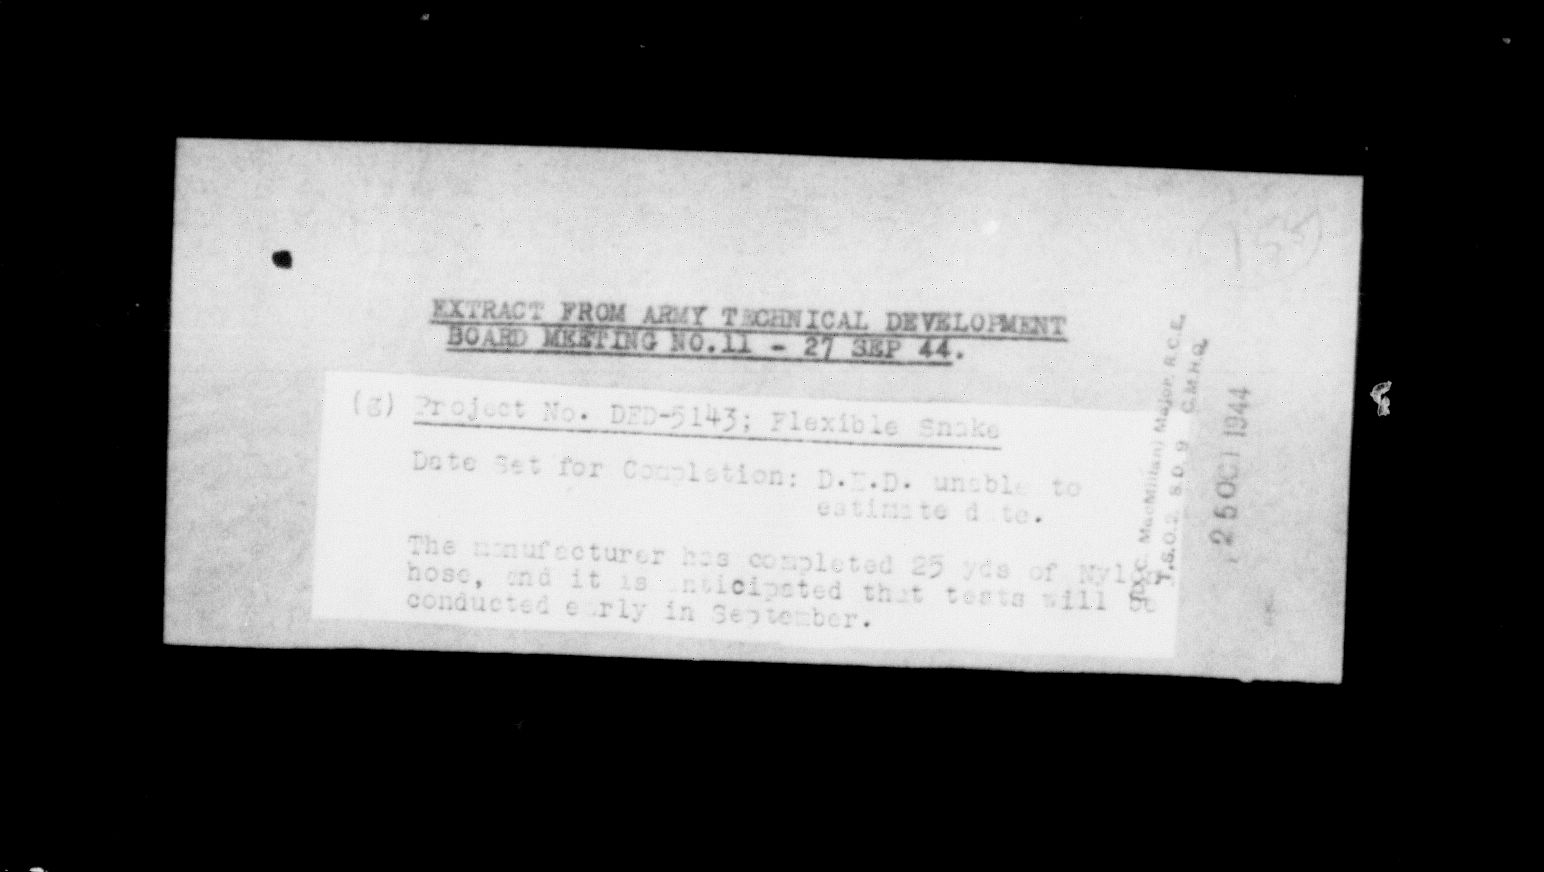 EXTRACT FROM ARMY TECHNICAL DEVELOPMENT
BOARD MEETING NO.11 - 27 SEP 44.
(g) Project No. DED-5143; Flexible Snake
Date Set for Completion: D.E.D. unable to
estimate date.
The manufacturer has completed 25 yds of Nylon
hose, and it is anticipated that tests will be
conducted early in September.
C. MacMillan) Major, R.C.E.
S.D. 9 C.M.H.Q.
25 OCT 1944